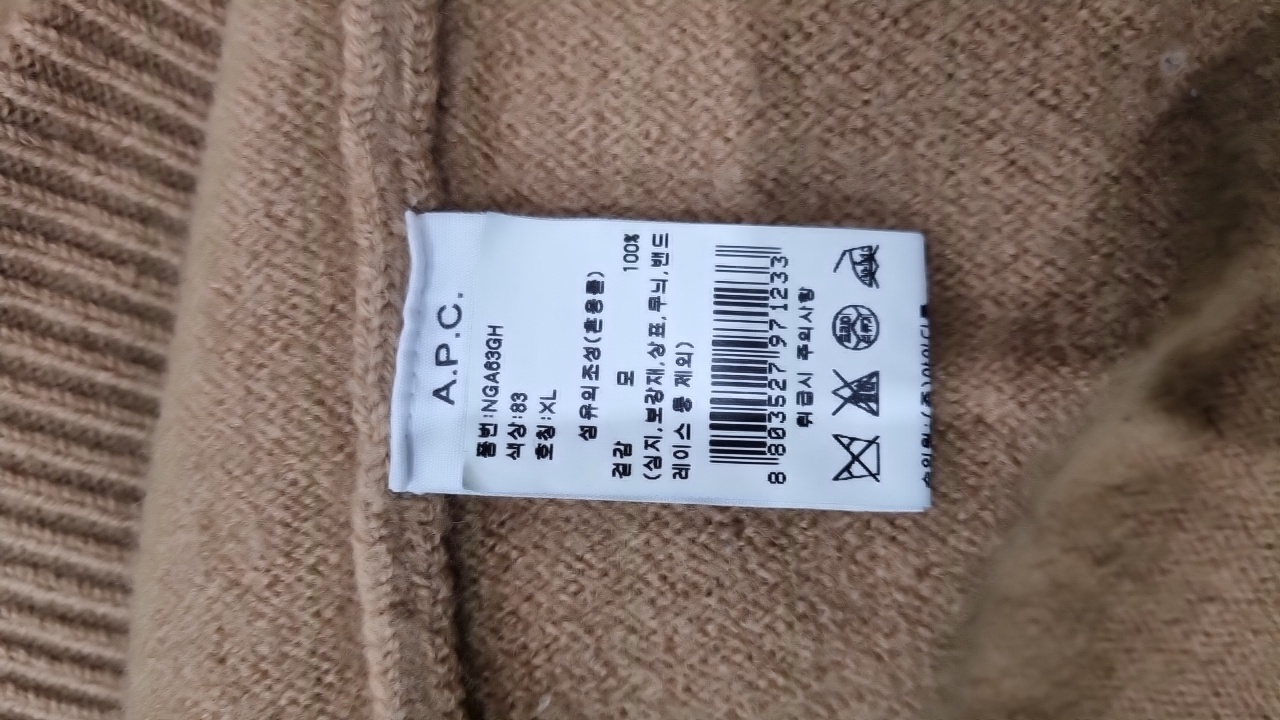 A.P.C.
품번:NGA63GH
색상:83
호칭:XL
섬유의조성(혼용률)
겉감 모 100%
(심지,보강재,상표,무늬,밴드
레이스 등 제외)
8 803527 971233
취급시 주의사항